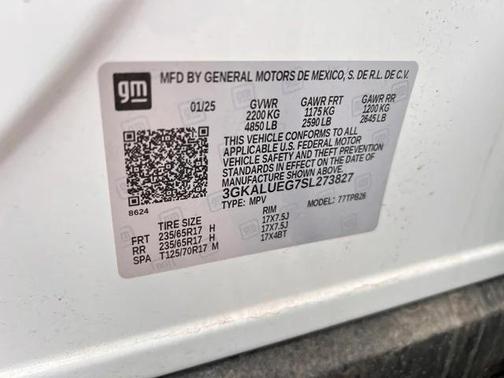 gm
MFD BY GENERAL MOTORS DE MEXICO, S. DE R.L. DE C.V.
01/25 GVWR GAWR FRT GAWR RR
2200 KG 1175 KG 1200 KG
4850 LB 2590 LB 2645 LB
THIS VEHICLE CONFORMS TO ALL
APPLICABLE U.S. FEDERAL MOTOR
VEHICLE SAFETY, BUMPER, AND
THEFT PREVENTION STANDARDS
IN EFFECT ON THE DATE OF
MANUFACTURE SHOWN ABOVE.
3GKALUEG7SL273827
TYPE: MPV MODEL: 77TPB26
8624
TIRE SIZE RIM
FRT 235/65R17 H 17X7.5J
RR 235/65R17 H 17X7.5J
SPA T125/70R17 M 17X4BT